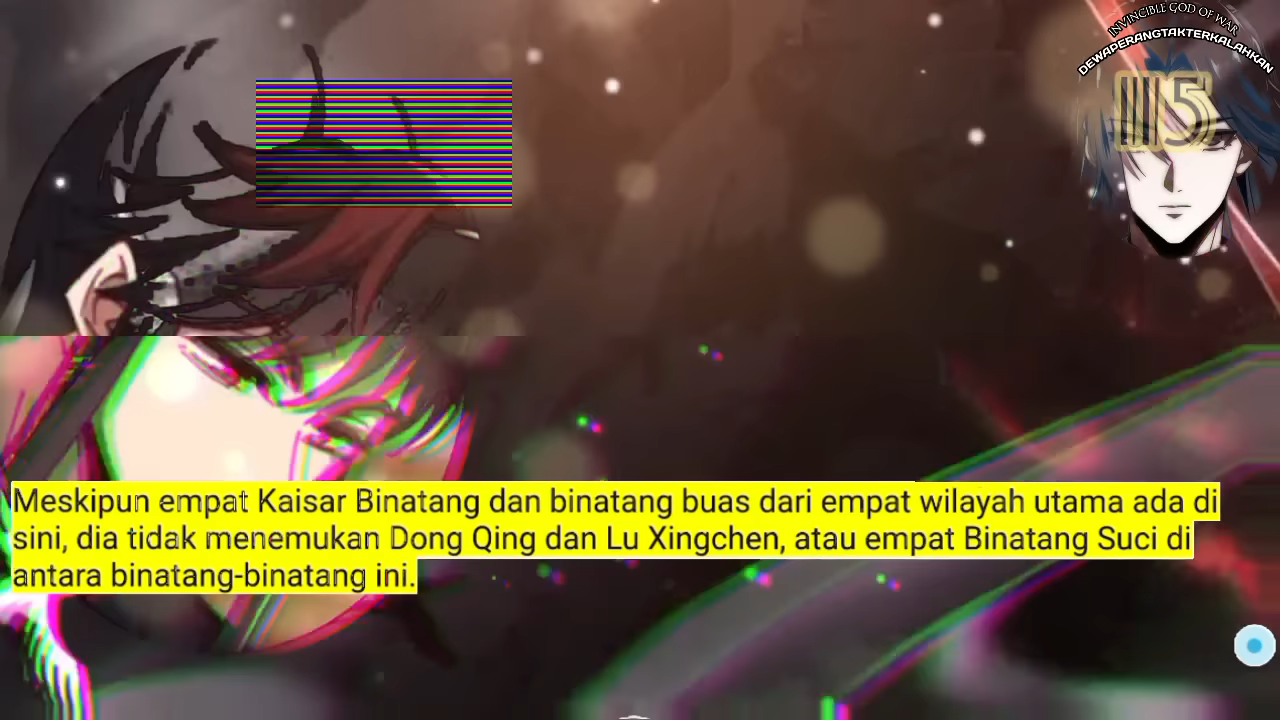 INVINCIBLE GOD OF WAR
DEWAPERANGTAKTERKALAHKAN
115
Meskipun empat Kaisar Binatang dan binatang buas dari empat wilayah utama ada di
sini, dia tidak menemukan Dong Qing dan Lu Xingchen, atau empat Binatang Suci di
antara binatang-binatang ini.